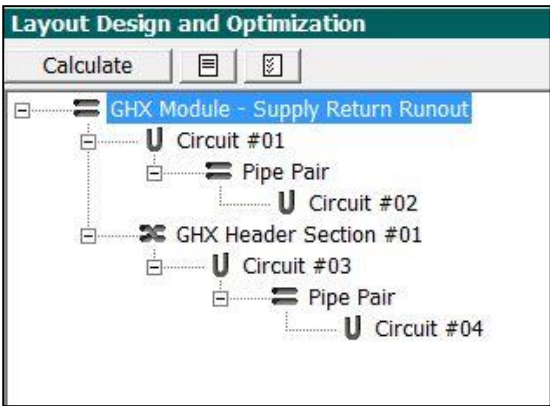 Layout Design and Optimization
Calculate
GHX Module - Supply Return Runout
Circuit #01
Pipe Pair
Circuit #02
GHX Header Section #01
Circuit #03
Pipe Pair
Circuit #04